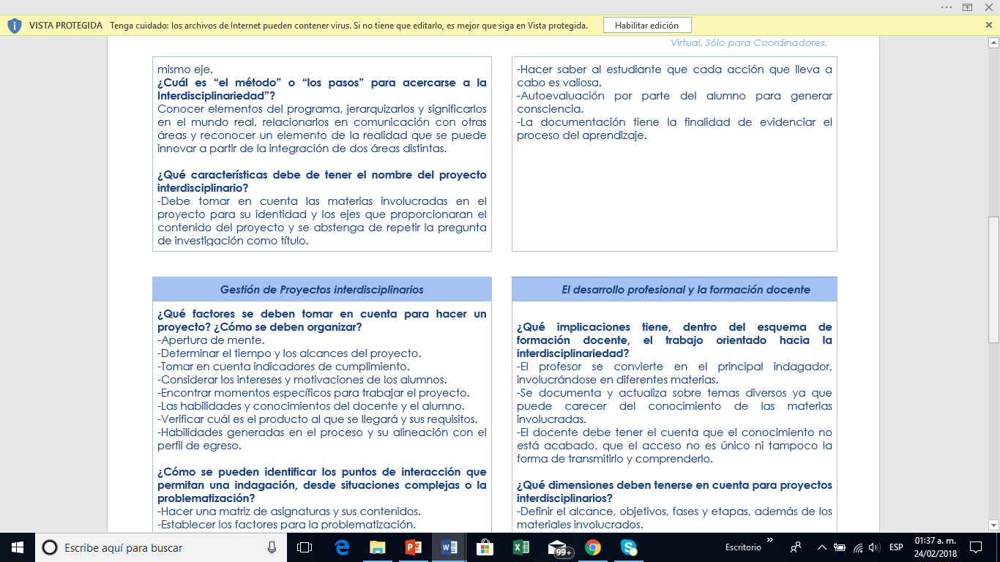 VISTA PROTEGIDA Tenga cuidado: los archivos de Internet pueden contener virus. Si no tiene que editarlo, es mejor que siga en Vista protegida. Habilitar edición
Virtual. Sólo para Coordinadores.
mismo eje.
¿Cuál es “el método” o “los pasos” para acercarse a la
Interdisciplinariedad”?
Conocer elementos del programa, jerarquizarlos y significarlos
en el mundo real, relacionarlos en comunicación con otras
áreas y reconocer un elemento de la realidad que se puede
innovar a partir de la integración de dos áreas distintas.
¿Qué características debe de tener el nombre del proyecto
interdisciplinario?
-Debe tomar en cuenta las materias involucradas en el
proyecto para su identidad y los ejes que proporcionaran el
contenido del proyecto y se abstenga de repetir la pregunta
de investigación como título.
-Hacer saber al estudiante que cada acción que lleva a
cabo es valiosa.
-Autoevaluación por parte del alumno para generar
consciencia.
-La documentación tiene la finalidad de evidenciar el
proceso del aprendizaje.
Gestión de Proyectos interdisciplinarios
¿Qué factores se deben tomar en cuenta para hacer un
proyecto? ¿Cómo se deben organizar?
-Apertura de mente.
-Determinar el tiempo y los alcances del proyecto.
-Tomar en cuenta indicadores de cumplimiento.
-Considerar los intereses y motivaciones de los alumnos.
-Encontrar momentos específicos para trabajar el proyecto.
-Las habilidades y conocimientos del docente y el alumno.
-Verificar cuál es el producto al que se llegará y sus requisitos.
-Habilidades generadas en el proceso y su alineación con el
perfil de egreso.
¿Cómo se pueden identificar los puntos de interacción que
permitan una indagación, desde situaciones complejas o la
problematización?
-Hacer una matriz de asignaturas y sus contenidos.
-Establecer los factores para la problematización.
El desarrollo profesional y la formación docente
¿Qué implicaciones tiene, dentro del esquema de
formación docente, el trabajo orientado hacia la
interdisciplinariedad?
-El profesor se convierte en el principal indagador,
involucrándose en diferentes materias.
-Se documenta y actualiza sobre temas diversos ya que
puede carecer del conocimiento de las materias
involucradas.
-El docente debe tener el cuenta que el conocimiento no
está acabado, que el acceso no es único ni tampoco la
forma de transmitirlo y comprenderlo.
¿Qué dimensiones deben tenerse en cuenta para proyectos
interdisciplinarios?
-Definir el alcance, objetivos, fases y etapas, además de los
materiales involucrados.
Escribe aquí para buscar
99+
Escritorio
ESP
01:37 a. m.
24/02/2018